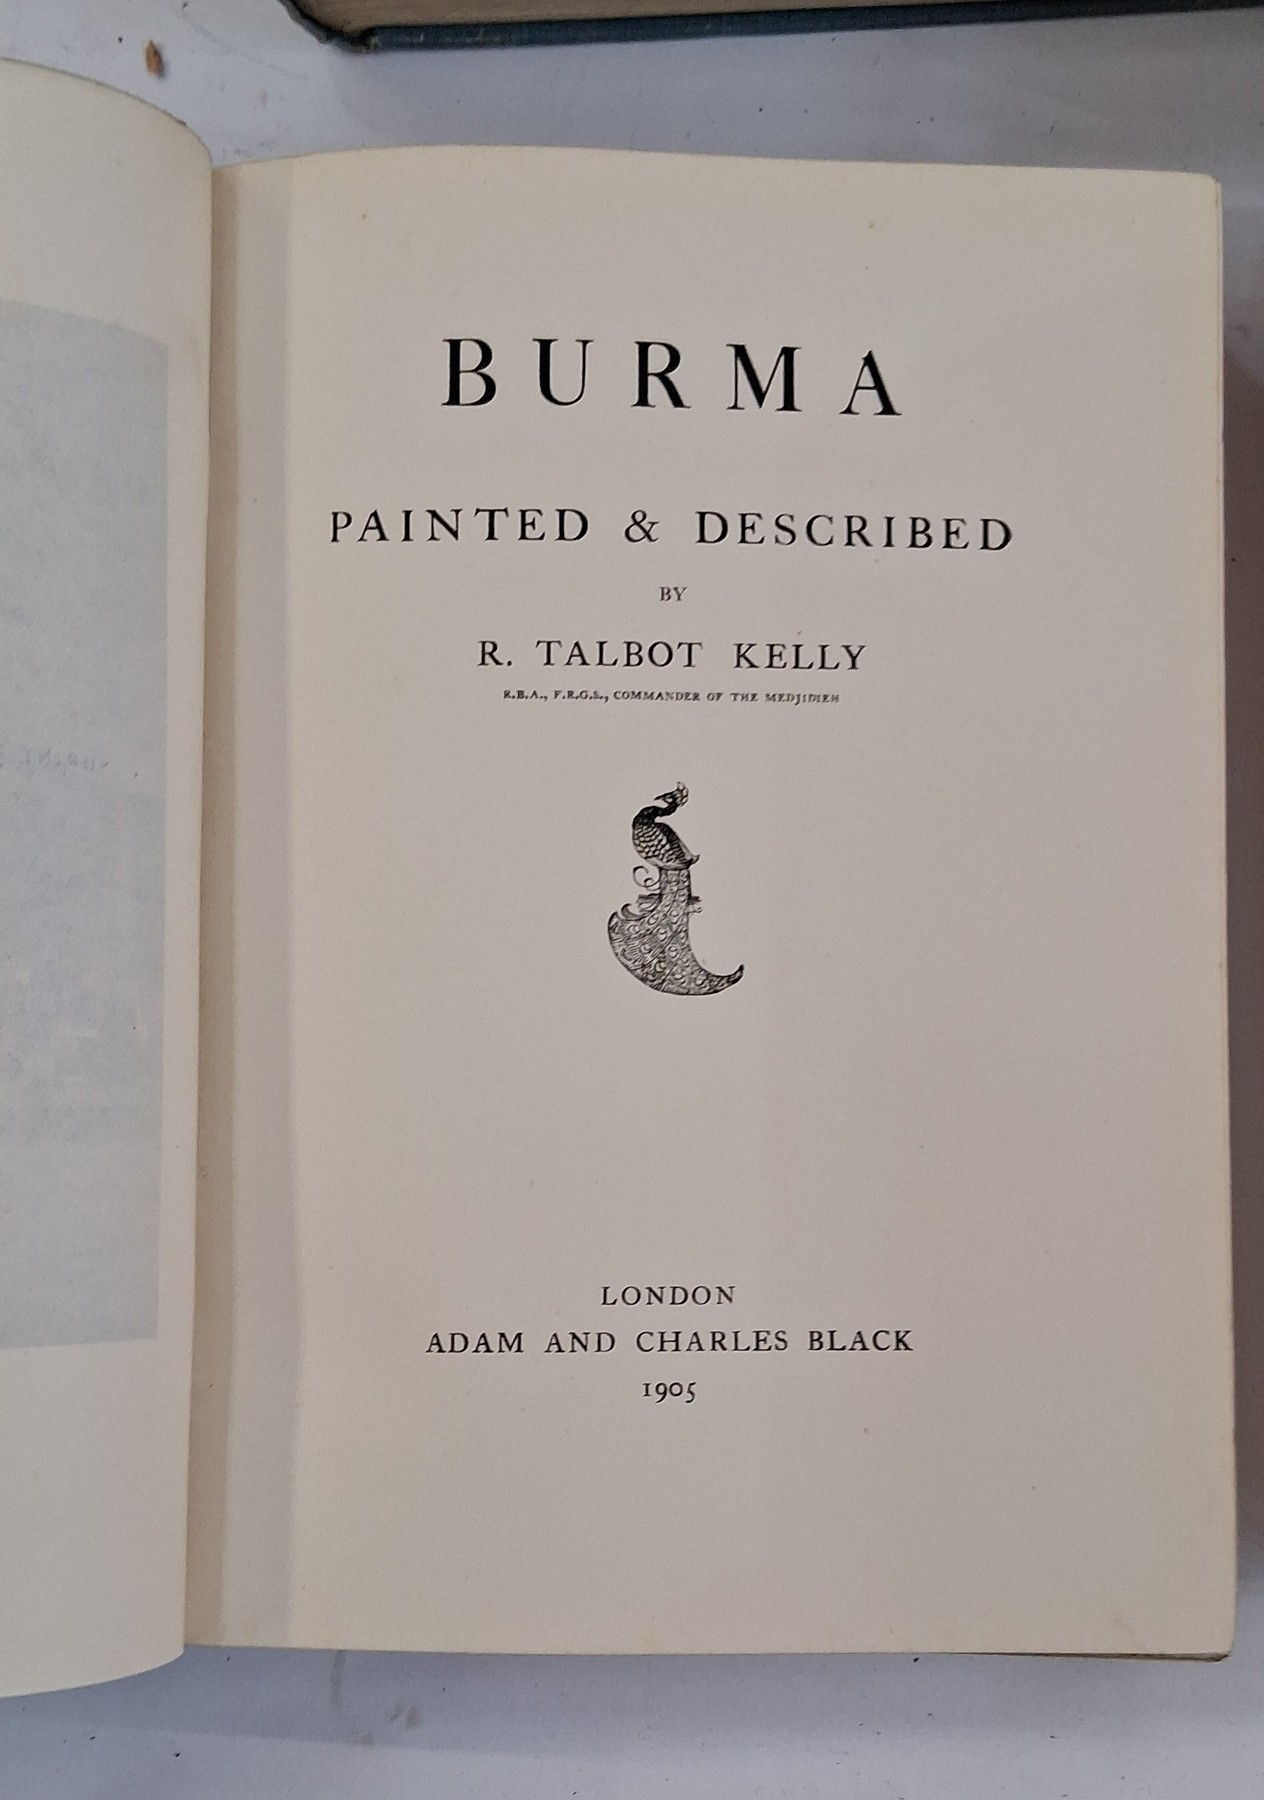 BURMA
PAINTED & DESCRIBED
BY
R. TALBOT KELLY
R.B.A., F.R.G.S., COMMANDER OF THE MEDJIDIEH
LONDON
ADAM AND CHARLES BLACK
1905